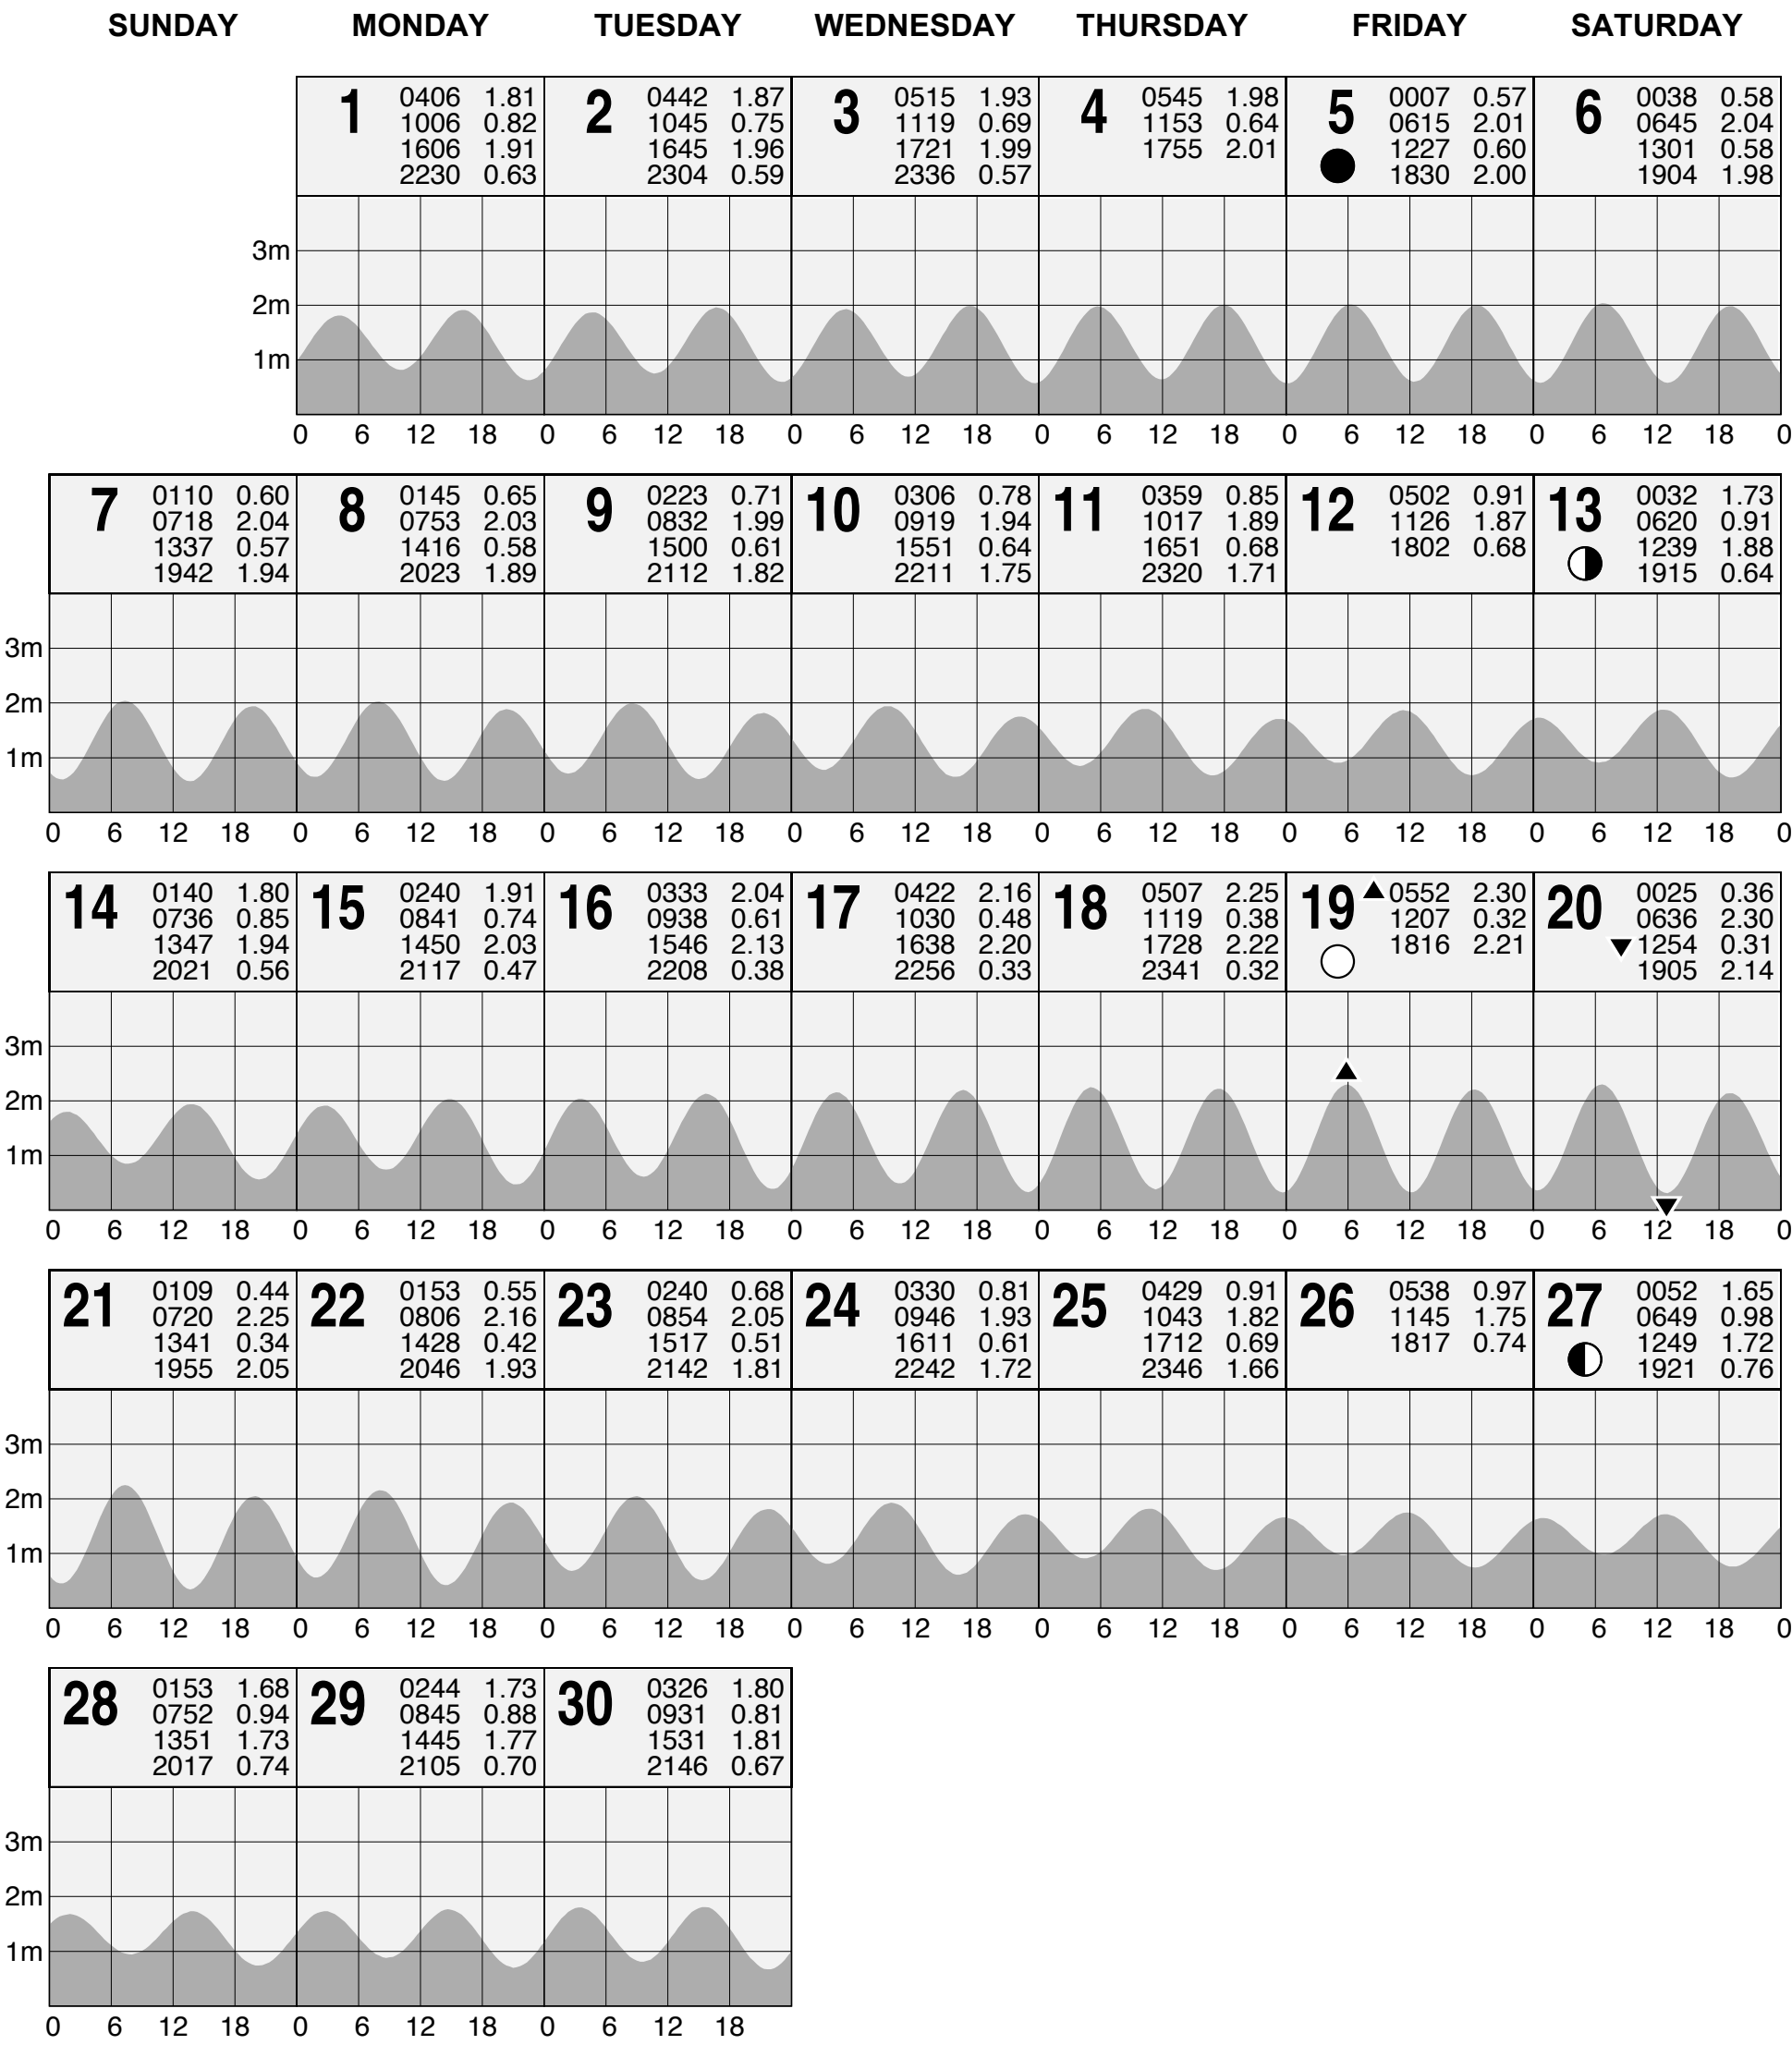 SUNDAY MONDAY TUESDAY WEDNESDAY THURSDAY FRIDAY SATURDAY
1 0406 1.81 2 0442 1.87 3 0515 1.93 4 0545 1.98 5 0007 0.57 6 0038 0.58
1006 0.82 1045 0.75 1119 0.69 1153 0.64 0615 2.01 0645 2.04
1606 1.91 1645 1.96 1721 1.99 1755 2.01 1227 0.60 1301 0.58
2230 0.63 2304 0.59 2336 0.57 1830 2.00 1904 1.98
3m
2m
1m
0 6 12 18 0 6 12 18 0 6 12 18 0 6 12 18 0 6 12 18 0 6 12 18 0
7 0110 0.60 8 0145 0.65 9 0223 0.71 10 0306 0.78 11 0359 0.85 12 0502 0.91 13 0032 1.73
0718 2.04 0753 2.03 0832 1.99 0919 1.94 1017 1.89 1126 1.87 0620 0.91
1337 0.57 1416 0.58 1500 0.61 1551 0.64 1651 0.68 1802 0.68 1239 1.88
1942 1.94 2023 1.89 2112 1.82 2211 1.75 2320 1.71 1915 0.64
3m
2m
1m
0 6 12 18 0 6 12 18 0 6 12 18 0 6 12 18 0 6 12 18 0 6 12 18 0 6 12 18 0
14 0140 1.80 15 0240 1.91 16 0333 2.04 17 0422 2.16 18 0507 2.25 19 0552 2.30 20 0025 0.36
0736 0.85 0841 0.74 0938 0.61 1030 0.48 1119 0.38 1207 0.32 0636 2.30
1347 1.94 1450 2.03 1546 2.13 1638 2.20 1728 2.22 1816 2.21 1254 0.31
2021 0.56 2117 0.47 2208 0.38 2256 0.33 2341 0.32 1905 2.14
3m
2m
1m
0 6 12 18 0 6 12 18 0 6 12 18 0 6 12 18 0 6 12 18 0 6 12 18 0 6 12 18 0
21 0109 0.44 22 0153 0.55 23 0240 0.68 24 0330 0.81 25 0429 0.91 26 0538 0.97 27 0052 1.65
0720 2.25 0806 2.16 0854 2.05 0946 1.93 1043 1.82 1145 1.75 0649 0.98
1341 0.34 1428 0.42 1517 0.51 1611 0.61 1712 0.69 1817 0.74 1249 1.72
1955 2.05 2046 1.93 2142 1.81 2242 1.72 2346 1.66 1921 0.76
3m
2m
1m
0 6 12 18 0 6 12 18 0 6 12 18 0 6 12 18 0 6 12 18 0 6 12 18 0 6 12 18 0
28 0153 1.68 29 0244 1.73 30 0326 1.80
0752 0.94 0845 0.88 0931 0.81
1351 1.73 1445 1.77 1531 1.81
2017 0.74 2105 0.70 2146 0.67
3m
2m
1m
0 6 12 18 0 6 12 18 0 6 12 18